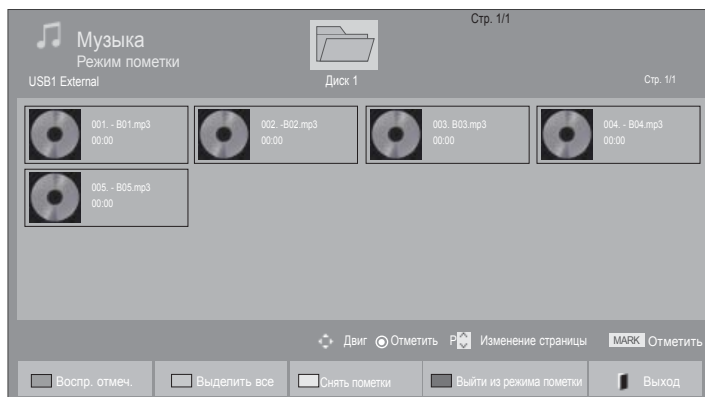 Стр. 1/1
Музыка
Режим пометки
USB1 External
Диск 1
Стр. 1/1
001. - B01.mp3
00:00
002. -B02.mp3
00:00
003. B03.mp3
00:00
004. - B04.mp3
00:00
005. - B05.mp3
00:00
Двиг Отметить P Изменение страницы MARK Отметить
Воспр. отмеч. Выделить все Снять пометки Выйти из режима пометки Выход